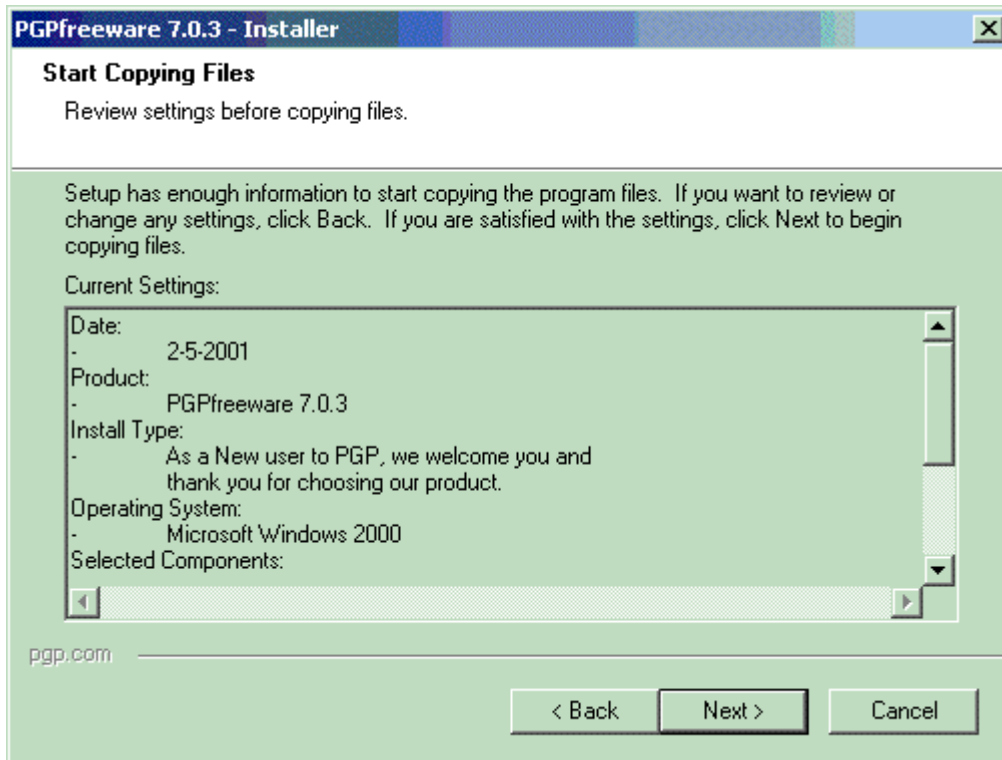 PGPfreeware 7.0.3 - Installer
Start Copying Files
Review settings before copying files.
Setup has enough information to start copying the program files. If you want to review or
change any settings, click Back. If you are satisfied with the settings, click Next to begin
copying files.
Current Settings:
Date:
- 2-5-2001
Product:
- PGPfreeware 7.0.3
Install Type:
- As a New user to PGP, we welcome you and
thank you for choosing our product.
Operating System:
- Microsoft Windows 2000
Selected Components:
pgp.com
< Back
Next >
Cancel